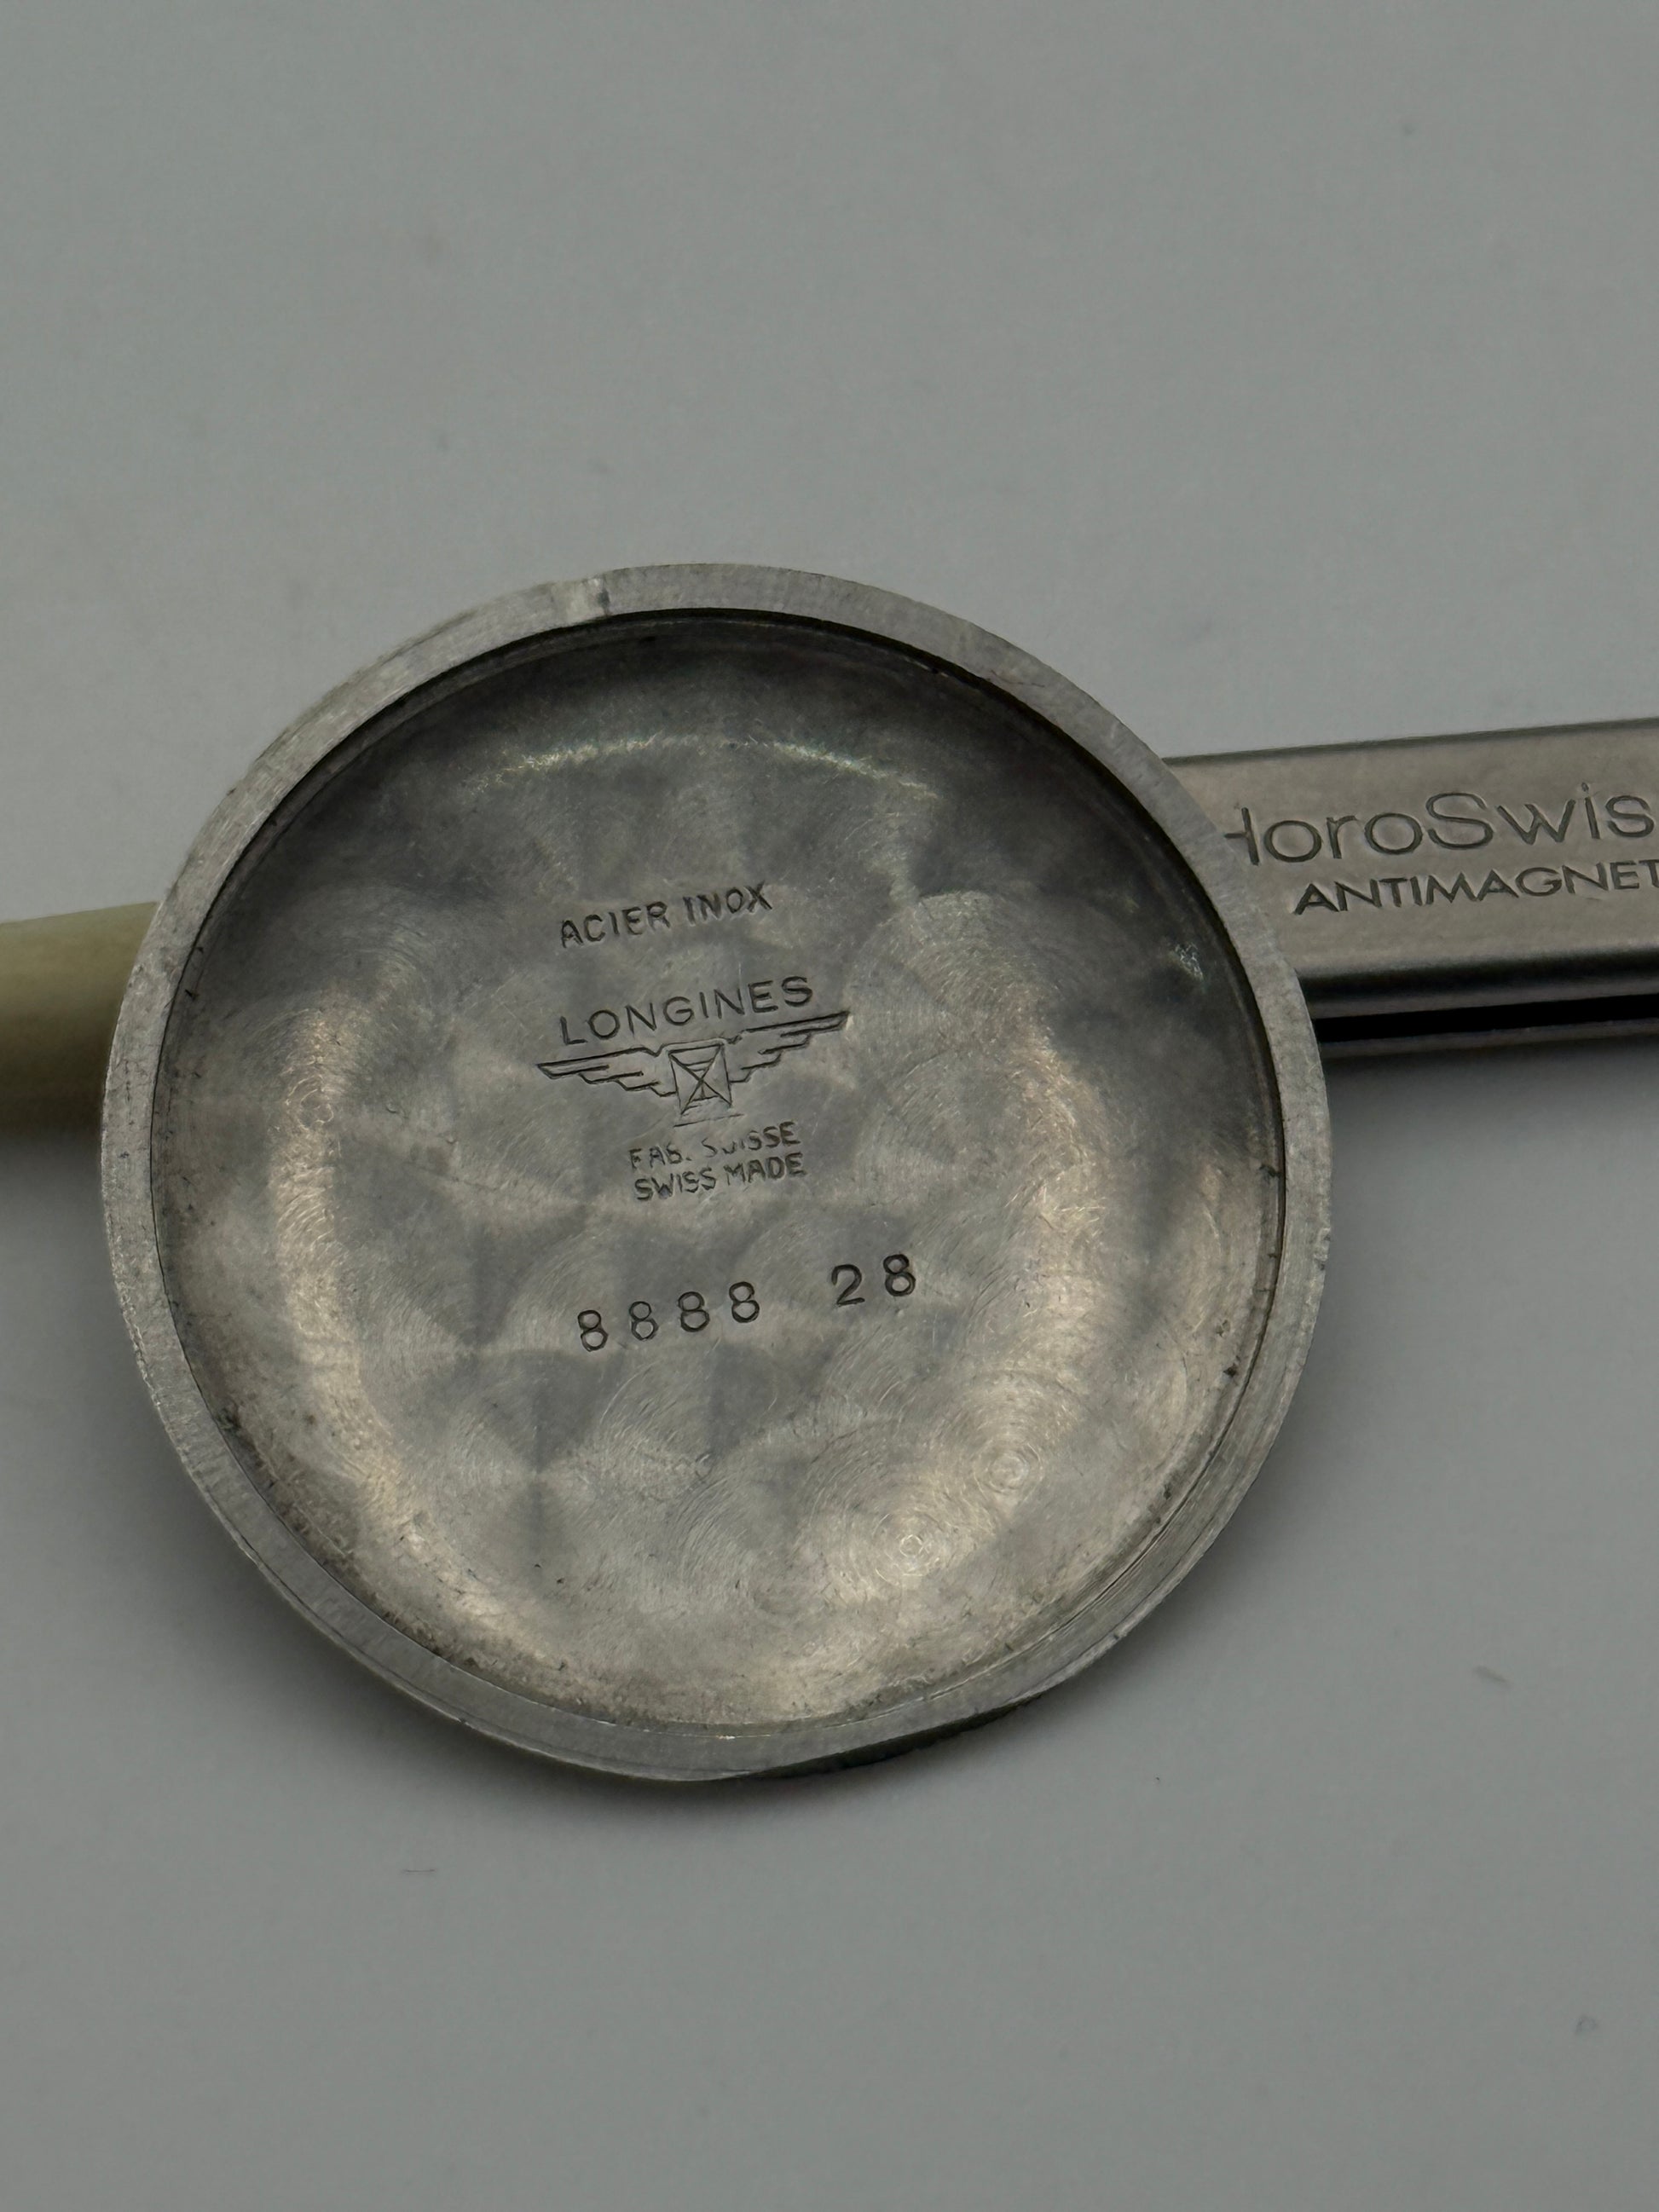 HoroSwis
ANTIMAGNET
ACIER INOX
LONGINES
FAB. SUISSE
SWISS MADE
8888 28